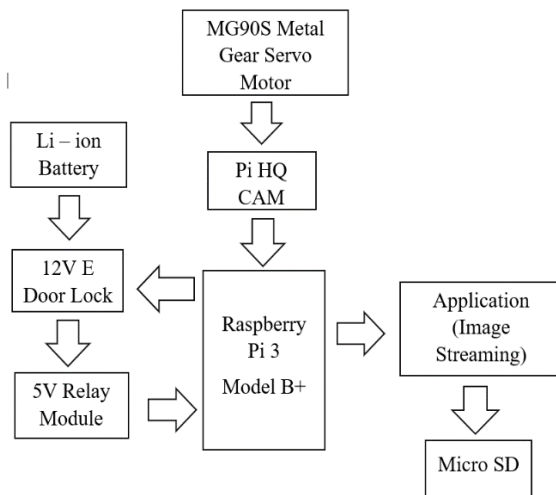 MG90S Metal
Gear Servo
Motor
Li – ion
Battery
Pi HQ
CAM
12V E
Door Lock
Raspberry
Pi 3
Model B+
Application
(Image
Streaming)
5V Relay
Module
Micro SD